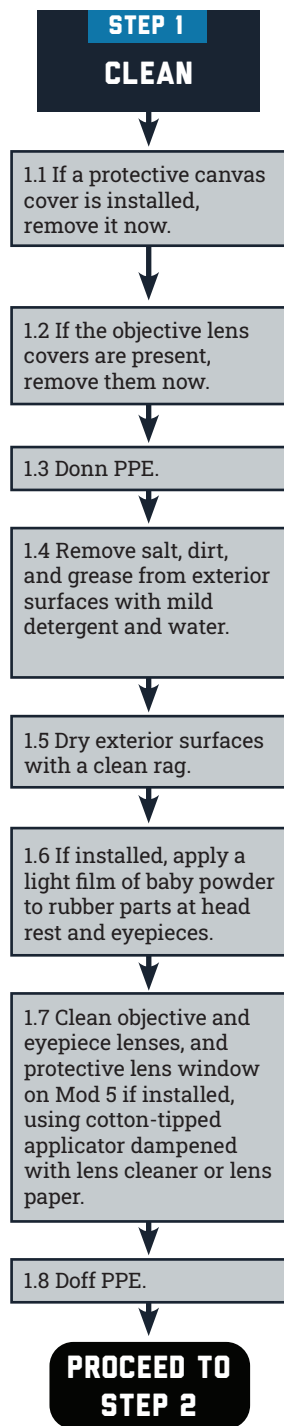 STEP 1
CLEAN
1.1 If a protective canvas
cover is installed,
remove it now.
1.2 If the objective lens
covers are present,
remove them now.
1.3 Donn PPE.
1.4 Remove salt, dirt,
and grease from exterior
surfaces with mild
detergent and water.
1.5 Dry exterior surfaces
with a clean rag.
1.6 If installed, apply a
light film of baby powder
to rubber parts at head
rest and eyepieces.
1.7 Clean objective and
eyepiece lenses, and
protective lens window
on Mod 5 if installed,
using cotton-tipped
applicator dampened
with lens cleaner or lens
paper.
1.8 Doff PPE.
PROCEED TO
STEP 2